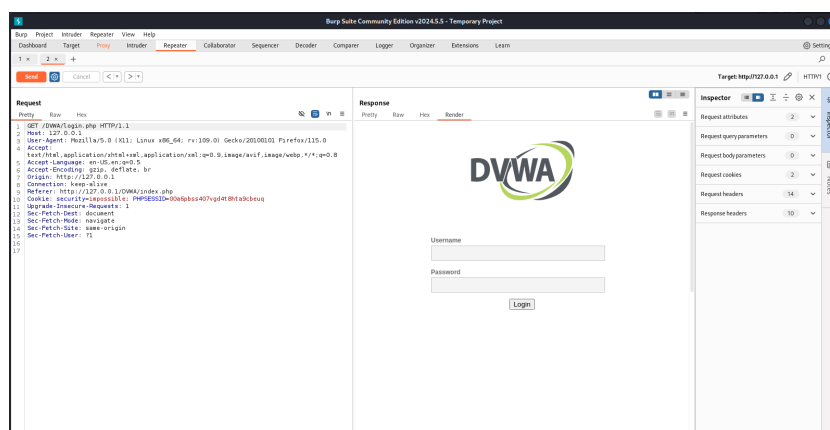 Burp Suite Community Edition v2024.5.5 - Temporary Project
Burp Project Intruder Repeater View Help
Dashboard Target Proxy Intruder Repeater Collaborator Sequencer Decoder Comparer Logger Organizer Extensions Learn Setting
1 × 2 × +
Send Cancel < > Target: http://127.0.0.1 HTTP/1
Request
Pretty Raw Hex \n
1 GET /DVWA/login.php HTTP/1.1
2 Host: 127.0.0.1
3 User-Agent: Mozilla/5.0 (X11; Linux x86_64; rv:109.0) Gecko/20100101 Firefox/115.0
4 Accept:
text/html,application/xhtml+xml,application/xml;q=0.9,image/avif,image/webp,*/*;q=0.8
5 Accept-Language: en-US,en;q=0.5
6 Accept-Encoding: gzip, deflate, br
7 Origin: http://127.0.0.1
8 Connection: keep-alive
9 Referer: http://127.0.0.1/DVWA/index.php
10 Cookie: security=impossible; PHPSESSID=
11 Upgrade-Insecure-Requests: 1
12 Sec-Fetch-Dest: document
13 Sec-Fetch-Mode: navigate
14 Sec-Fetch-Site: same-origin
15 Sec-Fetch-User: ?1
16
17
Response
Pretty Raw Hex Render
DVWA
Username
Password
Login
Inspector
Request attributes 2
Request query parameters 0
Request body parameters 0
Request cookies 2
Request headers 14
Response headers 10
Inspector
Notes